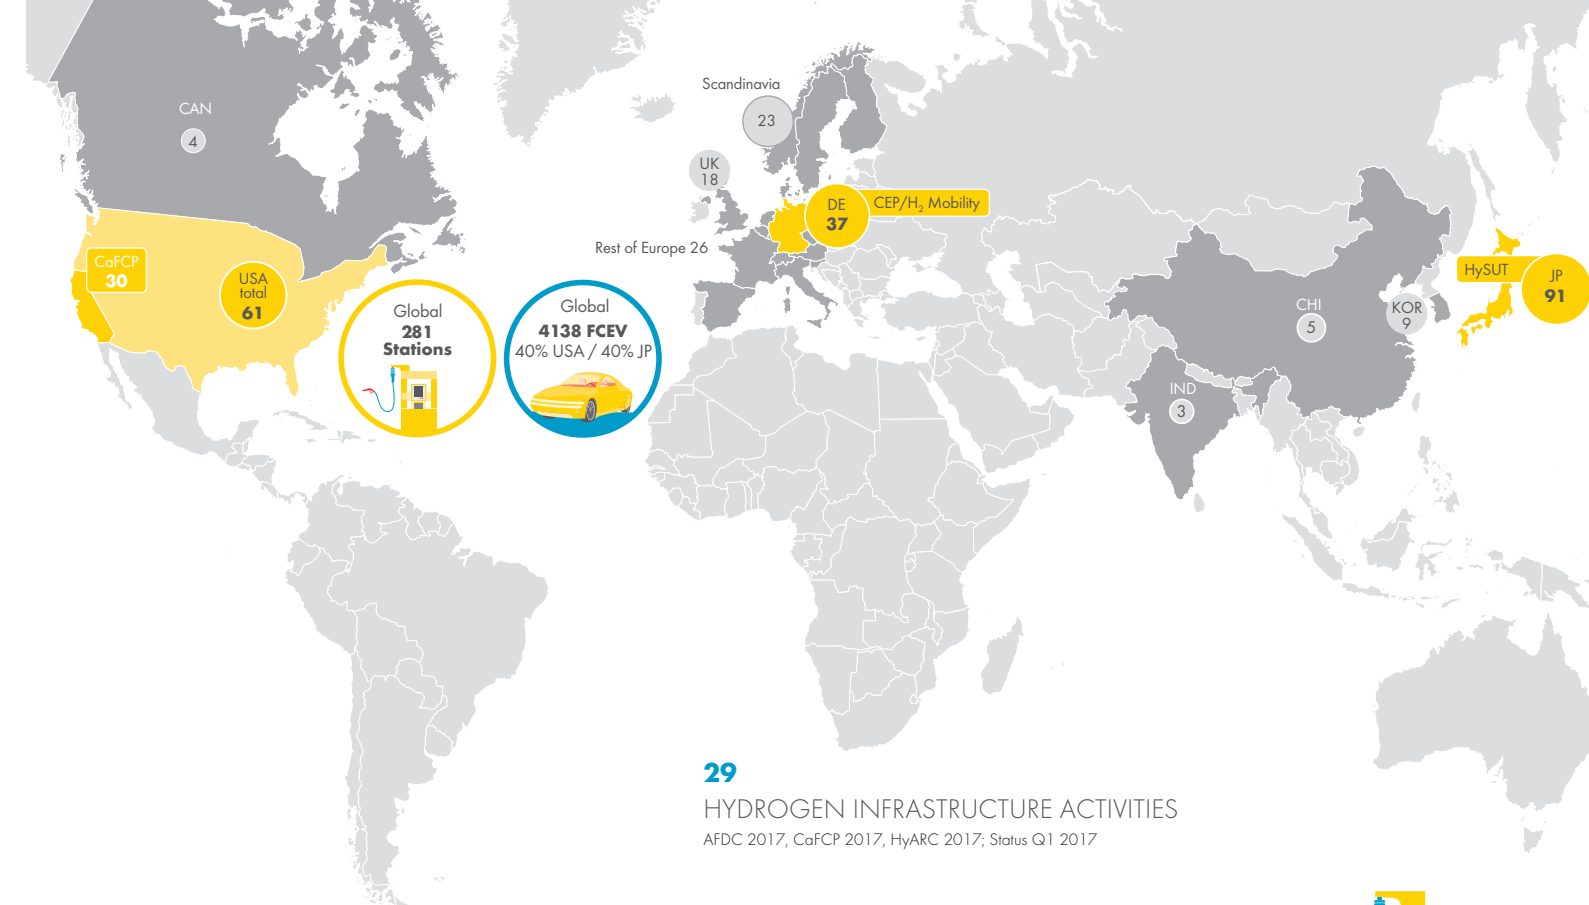 Scandinavia
23
CAN
4
UK
18
DE
37
CEP/H₂ Mobility
Rest of Europe 26
CaFCP
30
USA
total
61
HySUT
JP
91
CHI
5
KOR
9
Global
281
Stations
Global
4138 FCEV
40% USA / 40% JP
IND
3
29
HYDROGEN INFRASTRUCTURE ACTIVITIES
AFDC 2017, CaFCP 2017, HyARC 2017; Status Q1 2017